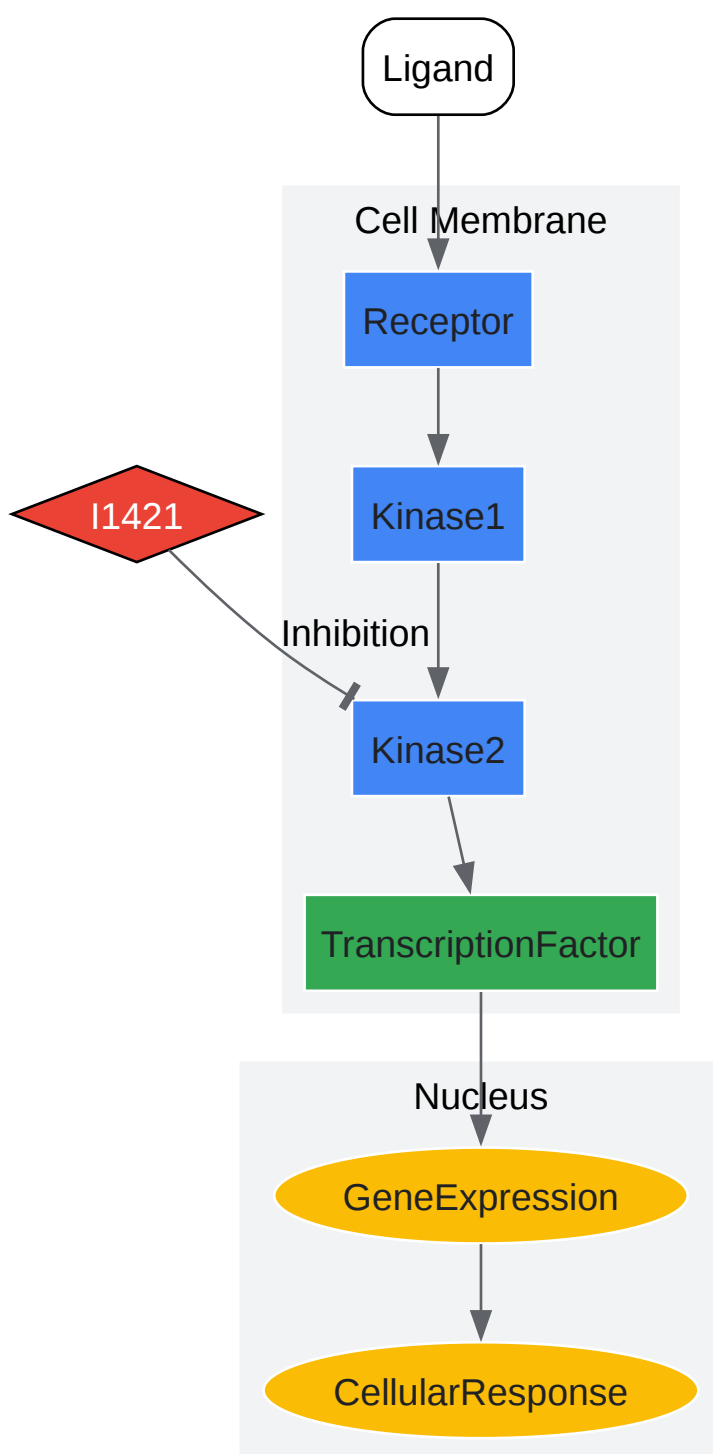 Ligand
Cell Membrane
Receptor
I1421
Kinase1
Inhibition
Kinase2
TranscriptionFactor
Nucleus
GeneExpression
CellularResponse